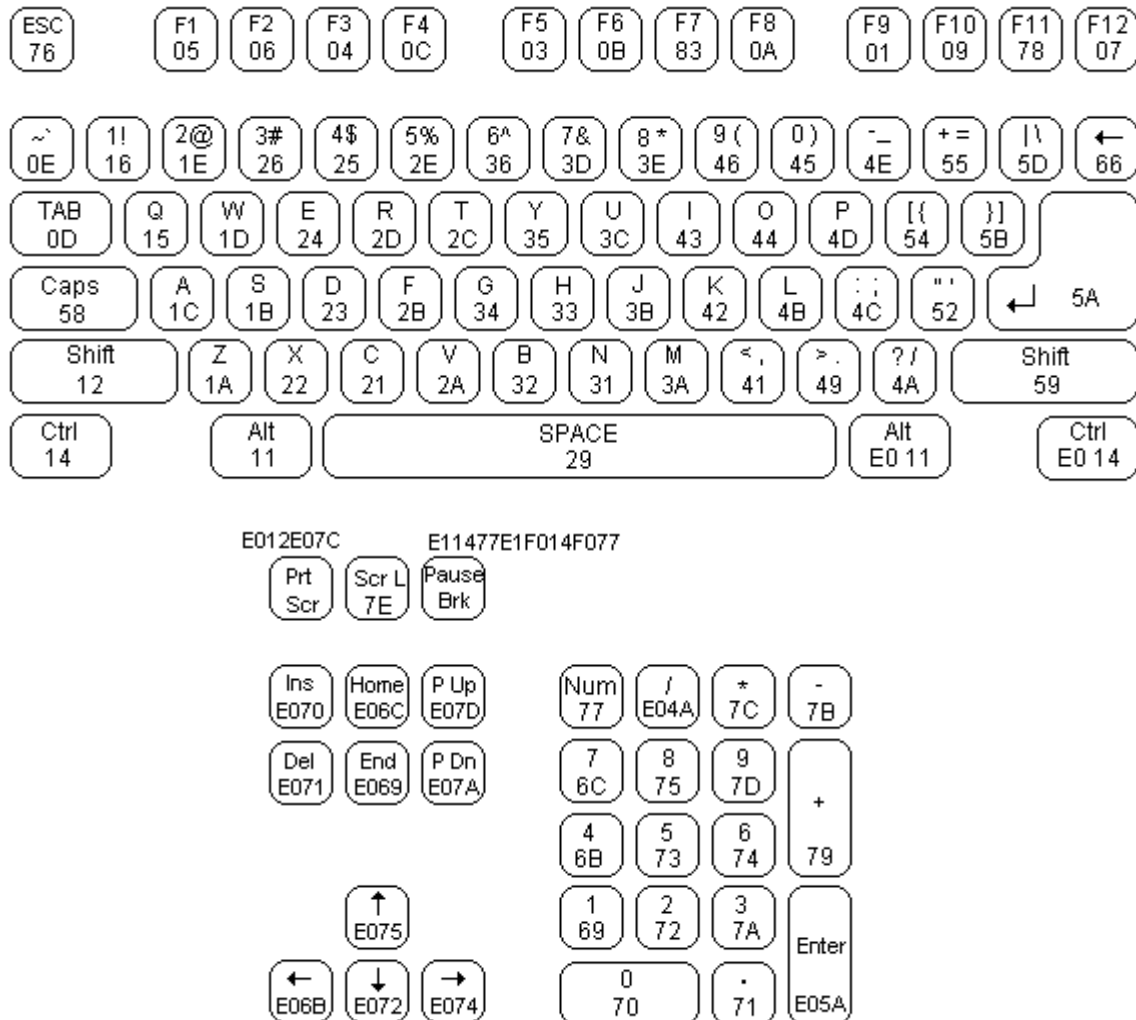 ESC F1 F2 F3 F4 F5 F6 F7 F8 F9 F10 F11 F12
76 05 06 04 0C 03 0B 83 0A 01 09 78 07
~` 1! 2@ 3# 4$ 5% 6^ 7& 8* 9( 0) -_ += |\ ←
0E 16 1E 26 25 2E 36 3D 3E 46 45 4E 55 5D 66
TAB Q W E R T Y U I O P [{ }]
0D 15 1D 24 2D 2C 35 3C 43 44 4D 54 5B
Caps A S D F G H J K L :; "' ↵ 5A
58 1C 1B 23 2B 34 33 3B 42 4B 4C 52
Shift Z X C V B N M <, >. ?/ Shift
12 1A 22 21 2A 32 31 3A 41 49 4A 59
Ctrl Alt SPACE Alt Ctrl
14 11 29 E0 11 E0 14
E012E07C E11477E1F014F077
Prt Scr L Pause
Scr 7E Brk
Ins Home P Up Num / * -
E070 E06C E07D 77 E04A 7C 7B
Del End P Dn 7 8 9
E071 E069 E07A 6C 75 7D
+
4 5 6
6B 73 74 79
↑ 1 2 3
E075 69 72 7A
Enter
← ↓ → 0 .
E06B E072 E074 70 71 E05A